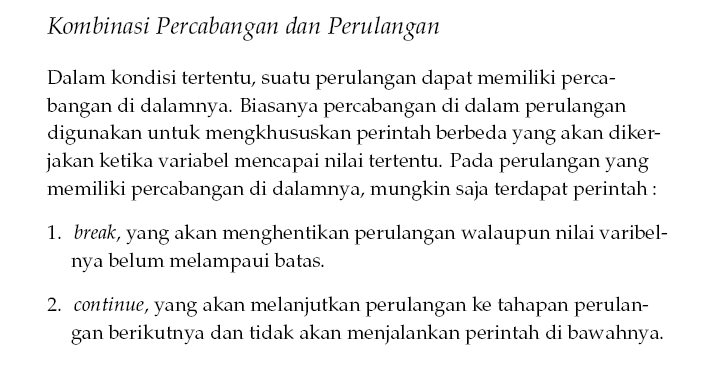 Kombinasi Percabangan dan Perulangan
Dalam kondisi tertentu, suatu perulangan dapat memiliki perca-
bangan di dalamnya. Biasanya percabangan di dalam perulangan
digunakan untuk mengkhususkan perintah berbeda yang akan diker-
jakan ketika variabel mencapai nilai tertentu. Pada perulangan yang
memiliki percabangan di dalamnya, mungkin saja terdapat perintah :
1. break, yang akan menghentikan perulangan walaupun nilai varibel-
nya belum melampaui batas.
2. continue, yang akan melanjutkan perulangan ke tahapan perulan-
gan berikutnya dan tidak akan menjalankan perintah di bawahnya.